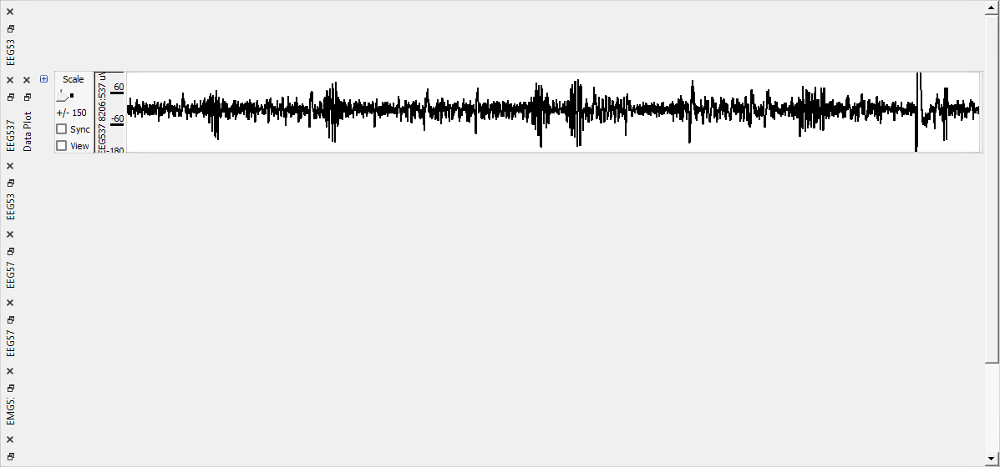 EEG53
EEG537
Data Plot
Scale
+/- 150
Sync
View
EEG537 8206:537 uV
60
-60
-180
EEG53
EEG57
EEG57
EMG5